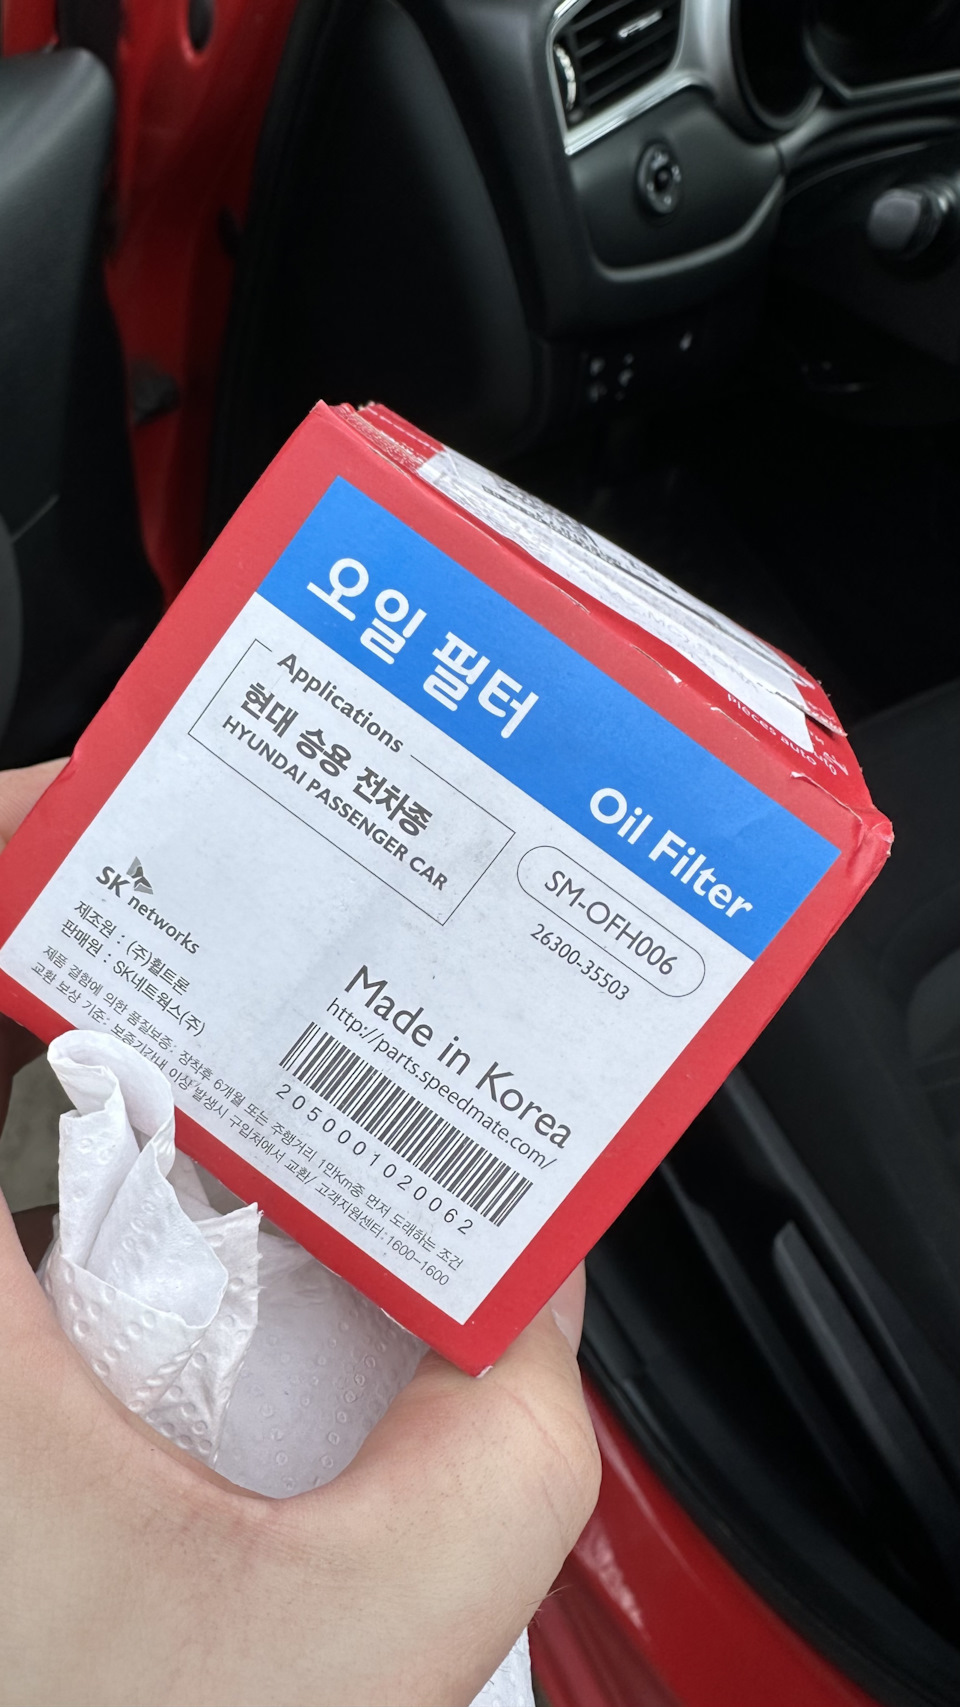 오일 필터
Oil Filter
Applications
현대 승용 전차종
HYUNDAI PASSENGER CAR
SM-OFH006
26300-35503
SK networks
제조원 : (주)휠트론
판매원 : SK네트웍스(주)
Made in Korea
http://parts.speedmate.com/
2050001020062
제품 결함에 의한 품질보증: 장착후 6개월 또는 주행거리 1만Km중 먼저 도래하는 조건
교환 보상 기준: 보증기간내 이상 발생시 구입처에서 교환/ 고객지원센터:1600-1600
Pièces auto